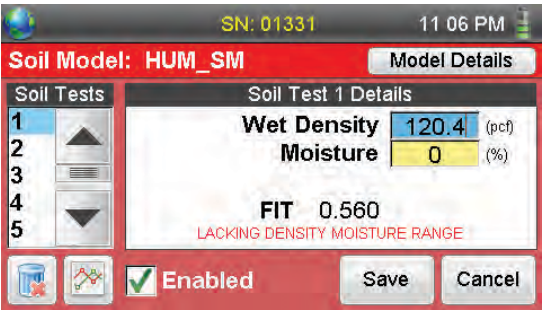 SN: 01331 11 06 PM
Soil Model: HUM_SM Model Details
Soil Tests
1
2
3
4
5
Soil Test 1 Details
Wet Density 120.4 (pcf)
Moisture 0 (%)
FIT 0.560
LACKING DENSITY MOISTURE RANGE
Enabled Save Cancel